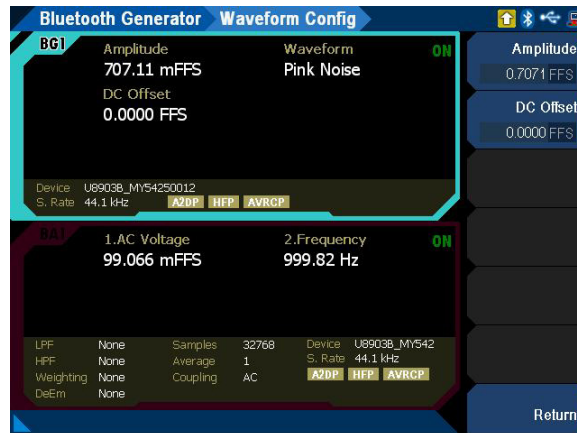 Bluetooth Generator Waveform Config
BG1
Amplitude Waveform ON
707.11 mFFS Pink Noise
DC Offset
0.0000 FFS
Device U8903B_MY54250012
S. Rate 44.1 kHz A2DP HFP AVRCP
BA1
1.AC Voltage 2.Frequency ON
99.066 mFFS 999.82 Hz
LPF None Samples 32768 Device U8903B_MY542
HPF None Average 1 S. Rate 44.1 kHz
Weighting None Coupling AC A2DP HFP AVRCP
DeEm None
Amplitude
0.7071 FFS
DC Offset
0.0000 FFS
Return